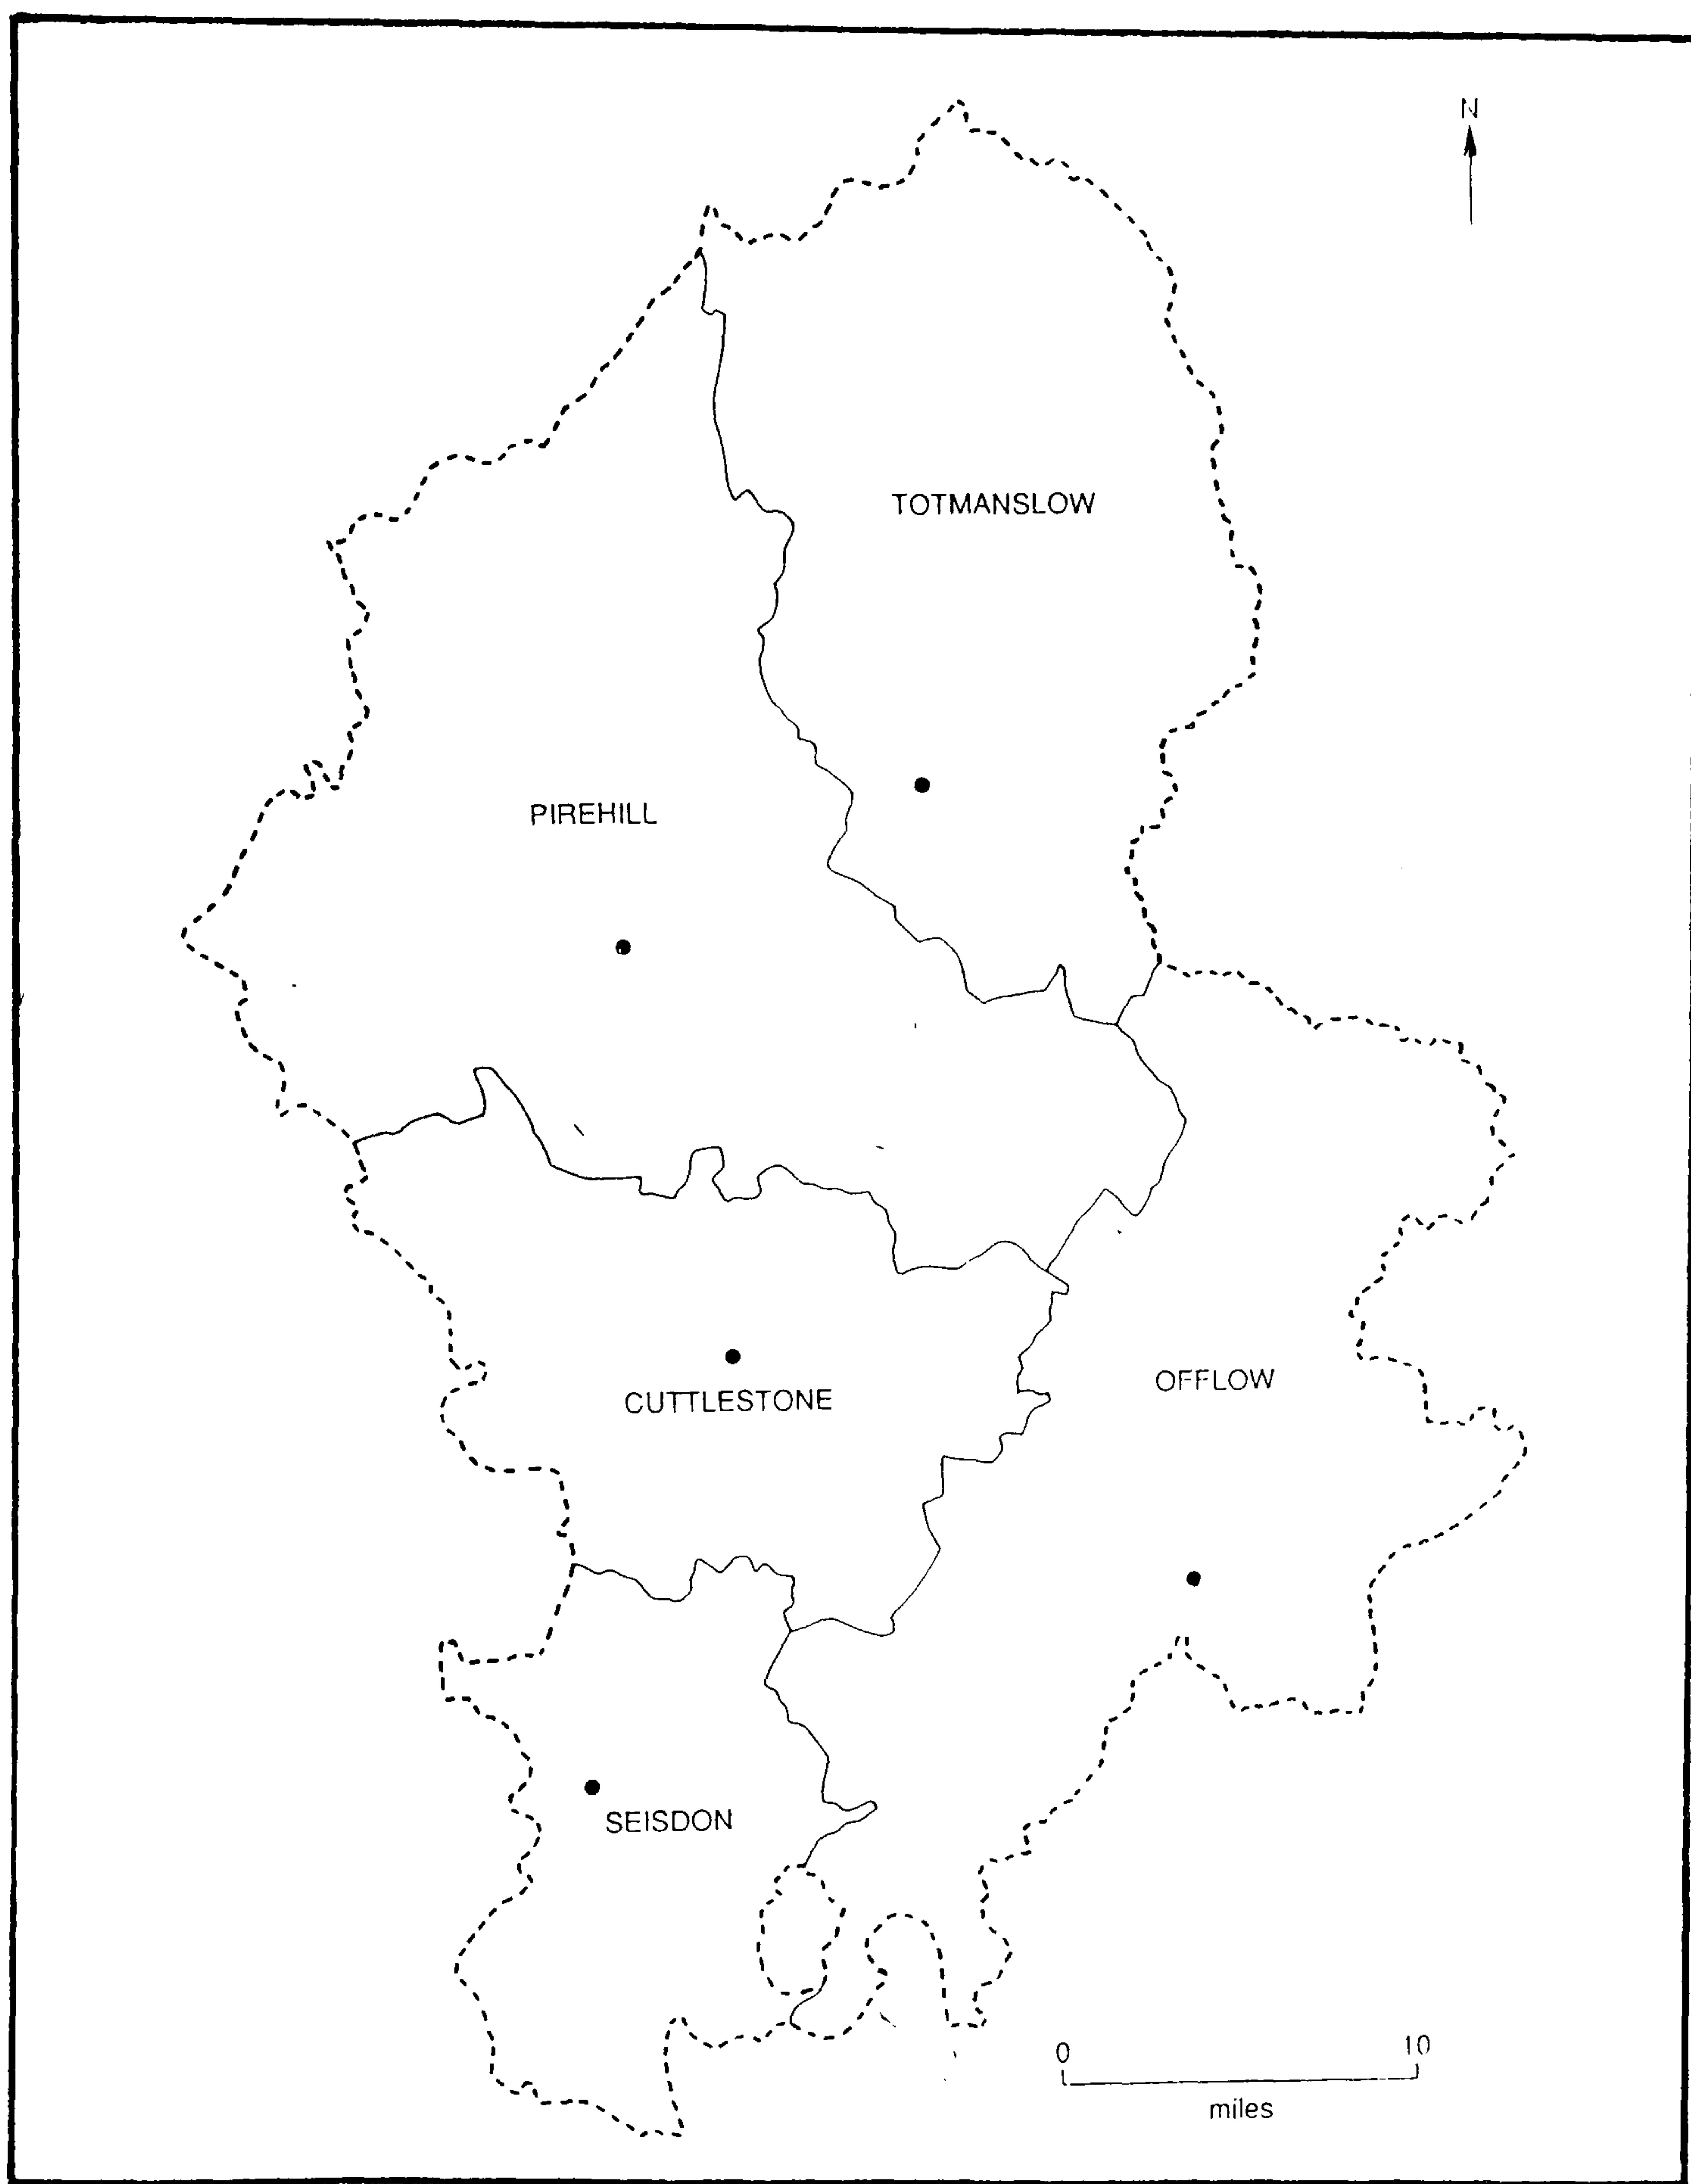 N
TOTMANSLOW
PIREHILL
OFFLOW
CUTTLESTONE
SEISDON
0 10
miles